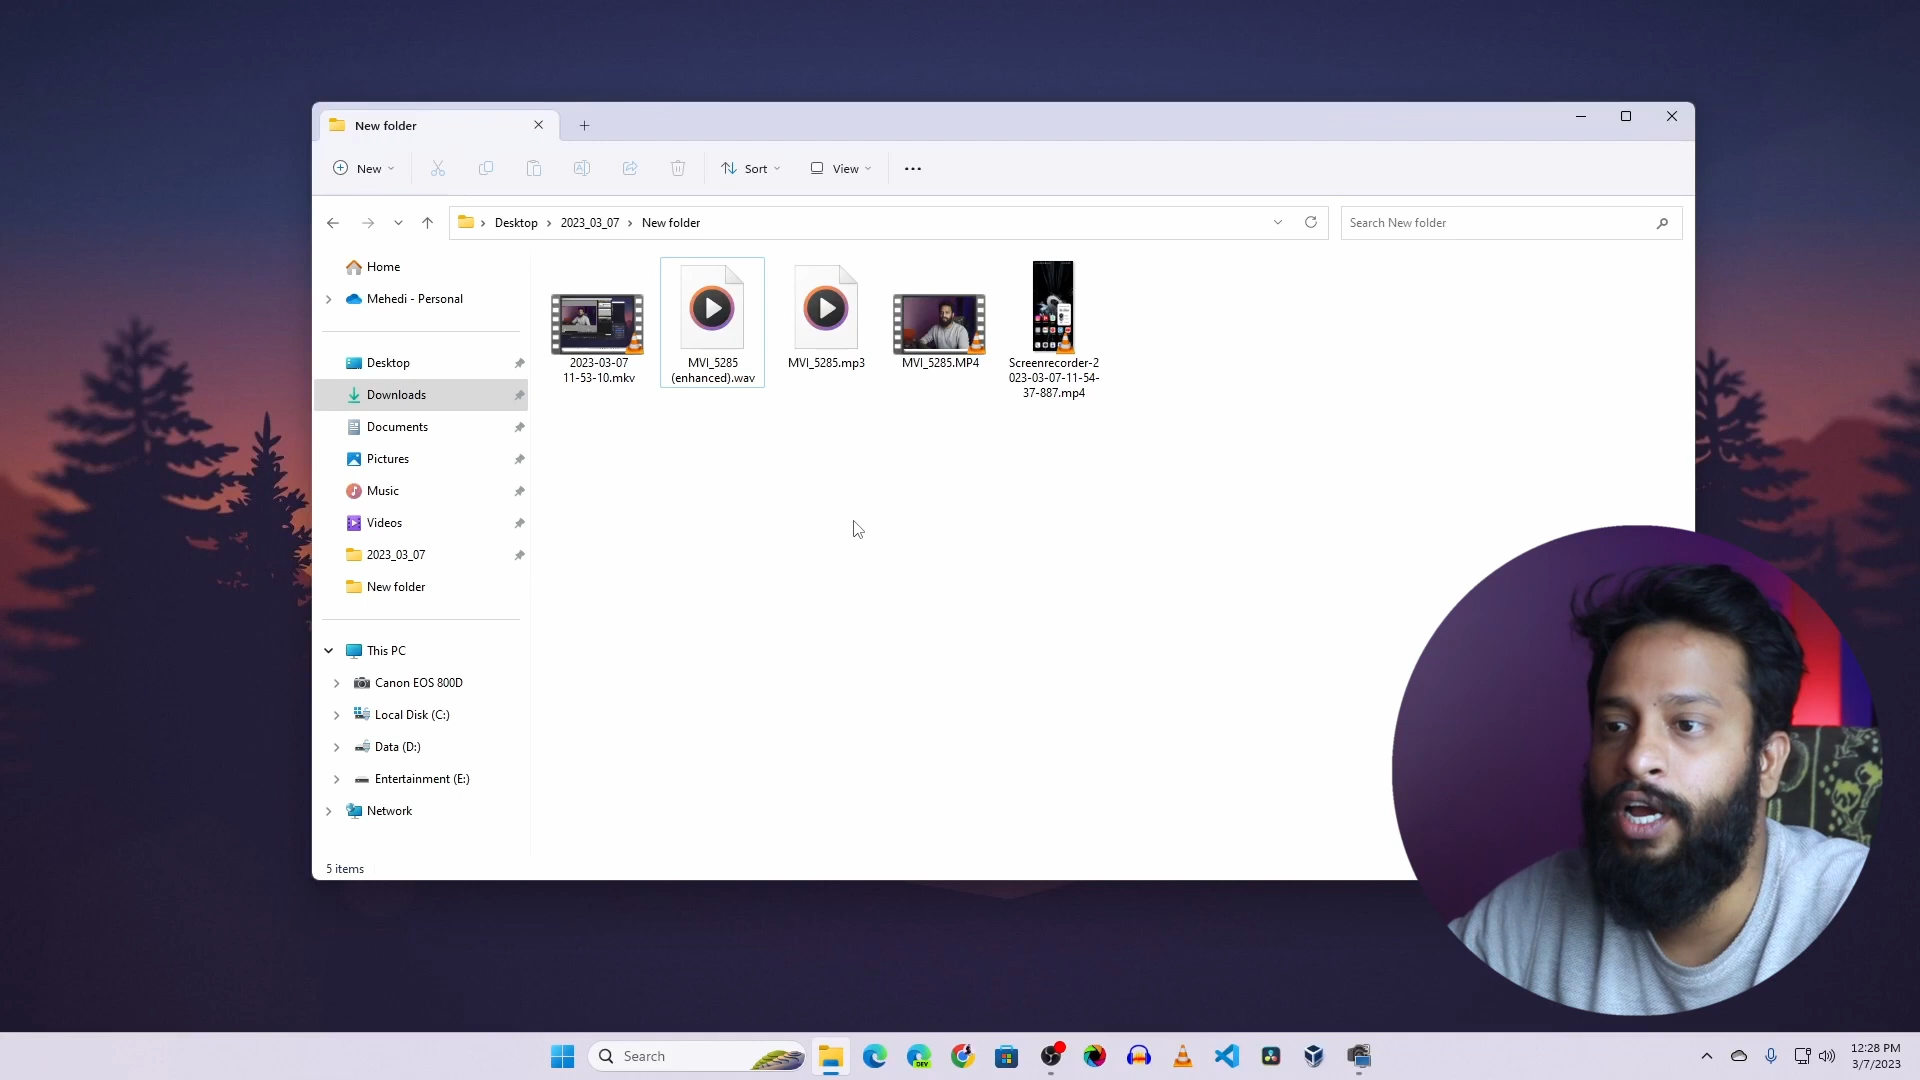 New folder
New
Sort
View
Desktop
2023_03_07
New folder
Search New folder
Home
Mehedi - Personal
Desktop
Downloads
Documents
Pictures
Music
Videos
2023_03_07
New folder
This PC
Canon EOS 800D
Local Disk (C:)
Data (D:)
Entertainment (E:)
Network
2023-03-07
11-53-10.mkv
MVI_5285
(enhanced).wav
MVI_5285.mp3
MVI_5285.MP4
Screenrecorder-2
023-03-07-11-54-
37-887.mp4
5 items
Search
DEV
12:28 PM
3/7/2023